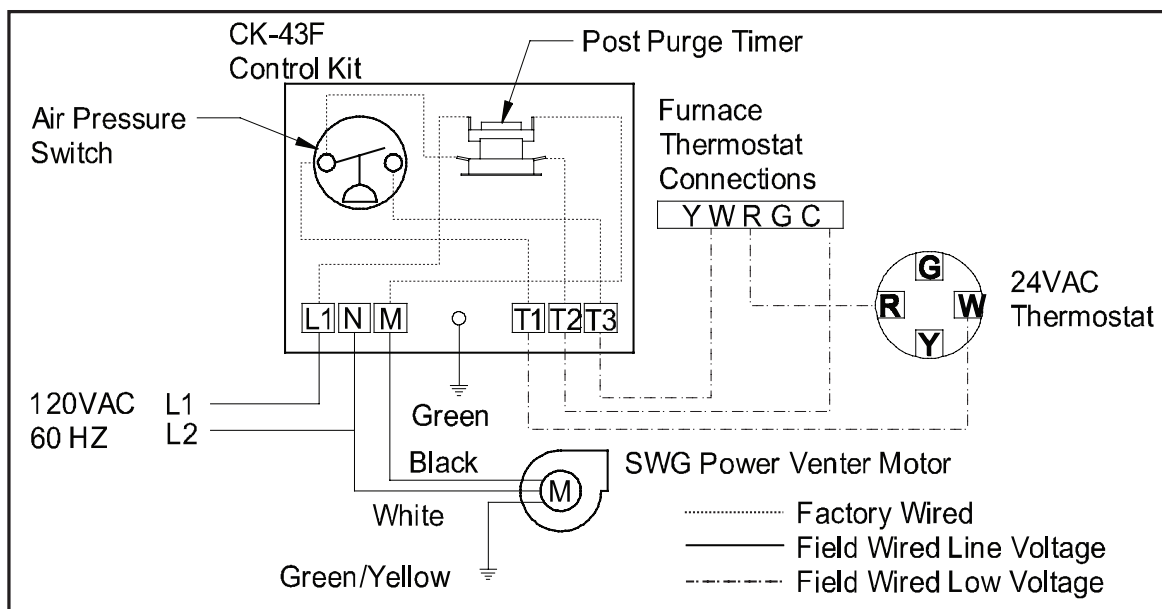 CK-43F
Control Kit
Post Purge Timer
Air Pressure
Switch
Furnace
Thermostat
Connections
Y W R G C
G
R
W
Y
24VAC
Thermostat
L1 N M
T1 T2 T3
120VAC L1
60 HZ L2
Green
Black
White
Green/Yellow
M
SWG Power Venter Motor
Factory Wired
Field Wired Line Voltage
Field Wired Low Voltage